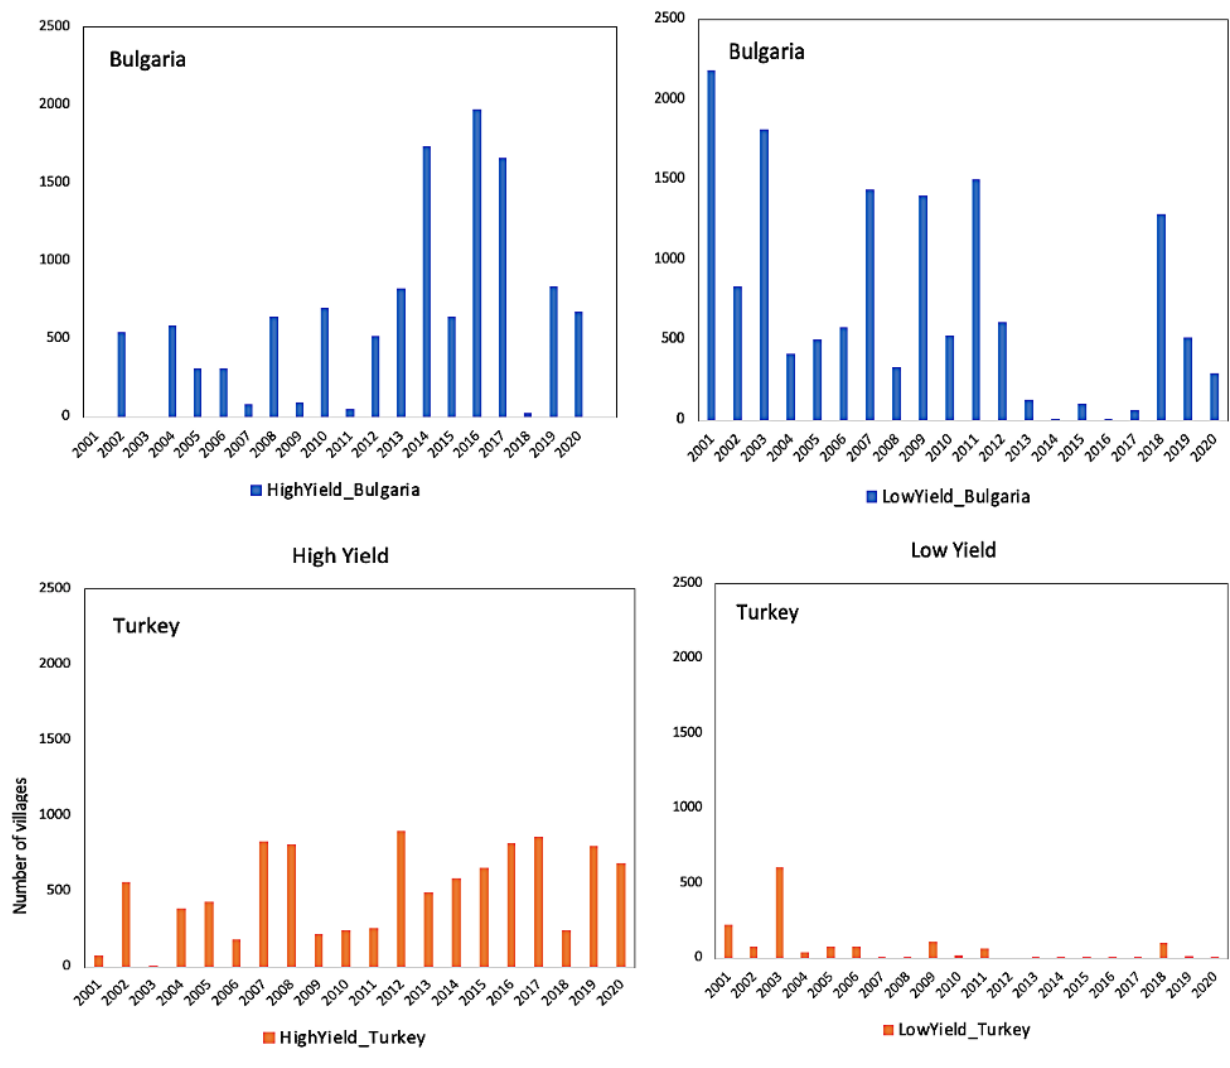 2500
2000
1500
1000
500
0
Bulgaria
2001 2002 2003 2004 2005 2006 2007 2008 2009 2010 2011 2012 2013 2014 2015 2016 2017 2018 2019 2020
HighYield_Bulgaria
2500
2000
1500
1000
500
0
Bulgaria
2001 2002 2003 2004 2005 2006 2007 2008 2009 2010 2011 2012 2013 2014 2015 2016 2017 2018 2019 2020
LowYield_Bulgaria
High Yield
Number of villages
2500
2000
1500
1000
500
0
Turkey
2001 2002 2003 2004 2005 2006 2007 2008 2009 2010 2011 2012 2013 2014 2015 2016 2017 2018 2019 2020
HighYield_Turkey
Low Yield
2500
2000
1500
1000
500
0
Turkey
2001 2002 2003 2004 2005 2006 2007 2008 2009 2010 2011 2012 2013 2014 2015 2016 2017 2018 2019 2020
LowYield_Turkey